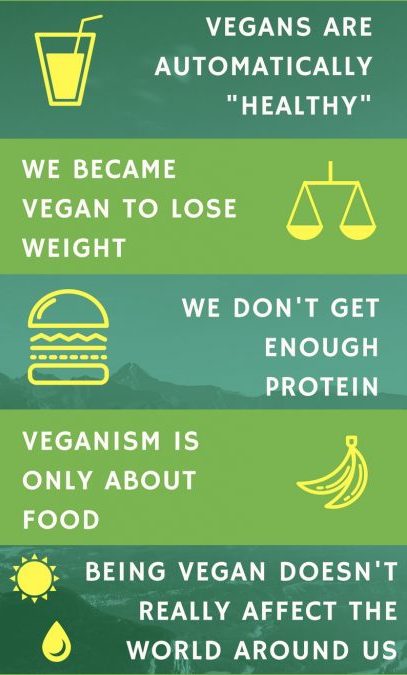 VEGANS ARE
AUTOMATICALLY
"HEALTHY"
WE BECAME
VEGAN TO LOSE
WEIGHT
WE DON'T GET
ENOUGH
PROTEIN
VEGANISM IS
ONLY ABOUT
FOOD
BEING VEGAN DOESN'T
REALLY AFFECT THE
WORLD AROUND US